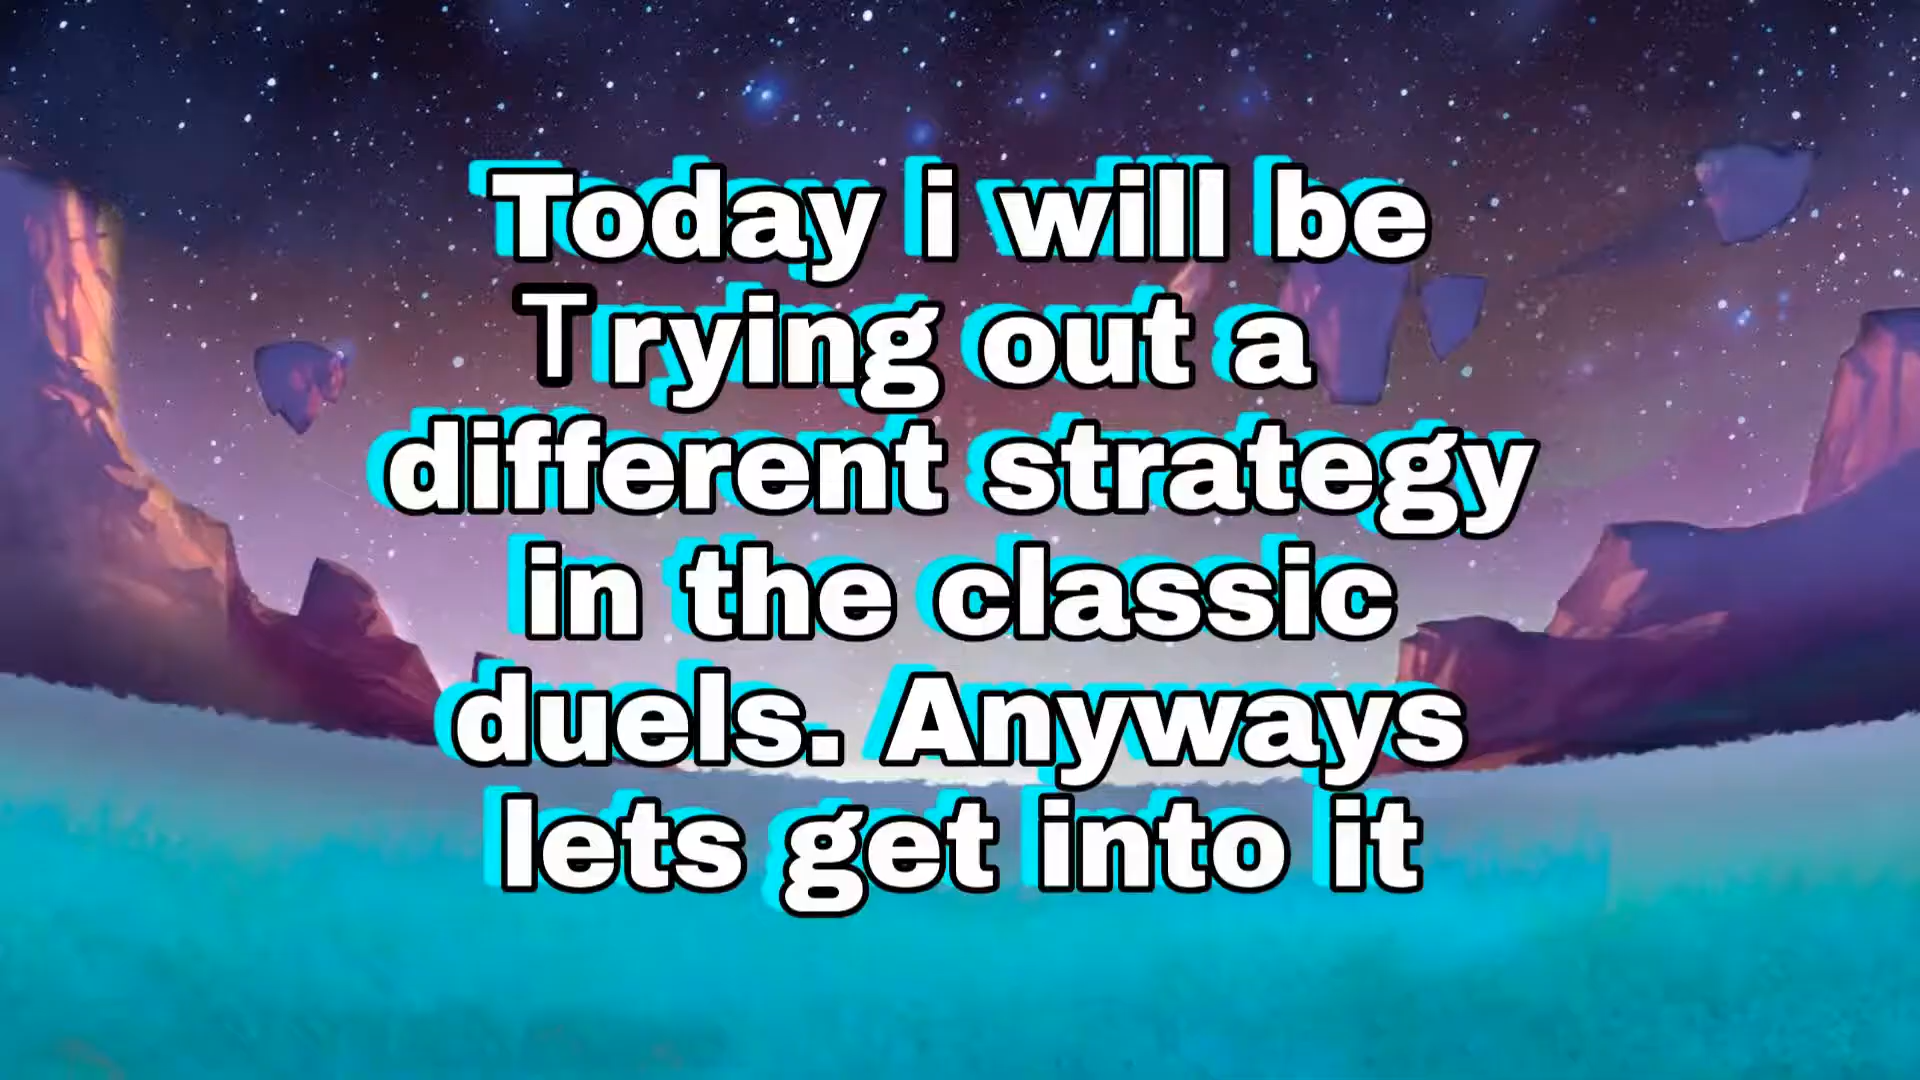 Today i will be
Trying out a
different strategy
in the classic
duels. Anyways
lets get into it